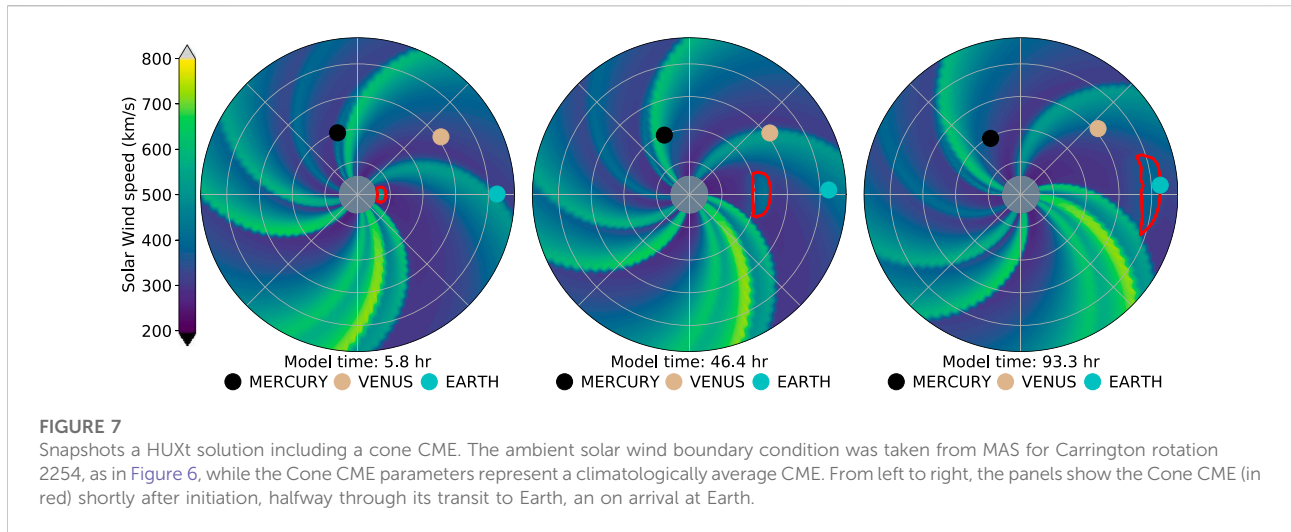 800
700
600
500
400
300
200
Solar Wind speed (km/s)
Model time: 5.8 hr
MERCURY VENUS EARTH
Model time: 46.4 hr
MERCURY VENUS EARTH
Model time: 93.3 hr
MERCURY VENUS EARTH
FIGURE 7
Snapshots a HUXt solution including a cone CME. The ambient solar wind boundary condition was taken from MAS for Carrington rotation
2254, as in Figure 6, while the Cone CME parameters represent a climatologically average CME. From left to right, the panels show the Cone CME (in
red) shortly after initiation, halfway through its transit to Earth, an on arrival at Earth.